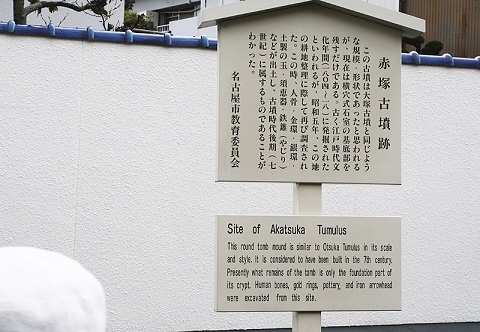 赤塚古墳跡
この古墳は大塚古墳と同じよう
な規模・形状であったと思われる
が、現在は横穴式石室の基底部を
残すだけである。古く江戸時代文
化年間(一八〇四-一八)に発掘された
といわれるが、昭和五年、この地
の耕地整理に際して再び調査され
た。この時、人骨・金環・銀環・
土製の玉・須恵器・鉄鏃(やじり)
などが出土し、古墳時代後期(七
世紀)に属するものであることが
わかった。
名古屋市教育委員会
Site of Akatsuka Tumulus
This round tomb mound is similar to Otsuka Tumulus in its scale
and style. It is considered to have been built in the 7th century.
Presently what remains of the tomb is only the foundation part of
its crypt. Human bones, gold rings, pottery, and iron arrowhead
were excavated from this site.